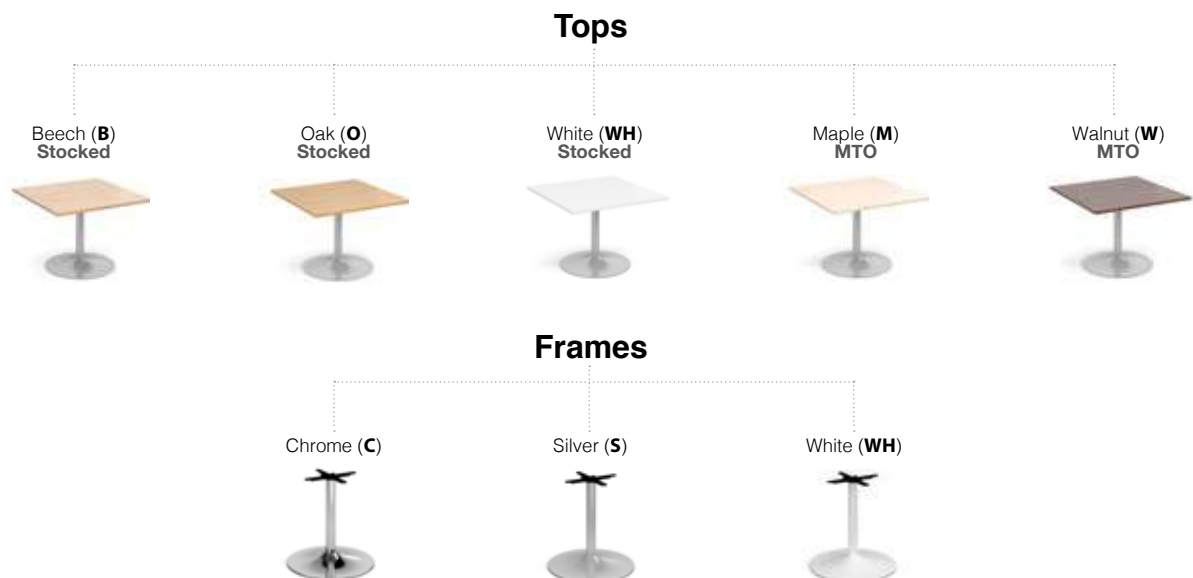 Tops
Beech (B)
Stocked
Oak (O)
Stocked
White (WH)
Stocked
Maple (M)
MTO
Walnut (W)
MTO
Frames
Chrome (C)
Silver (S)
White (WH)